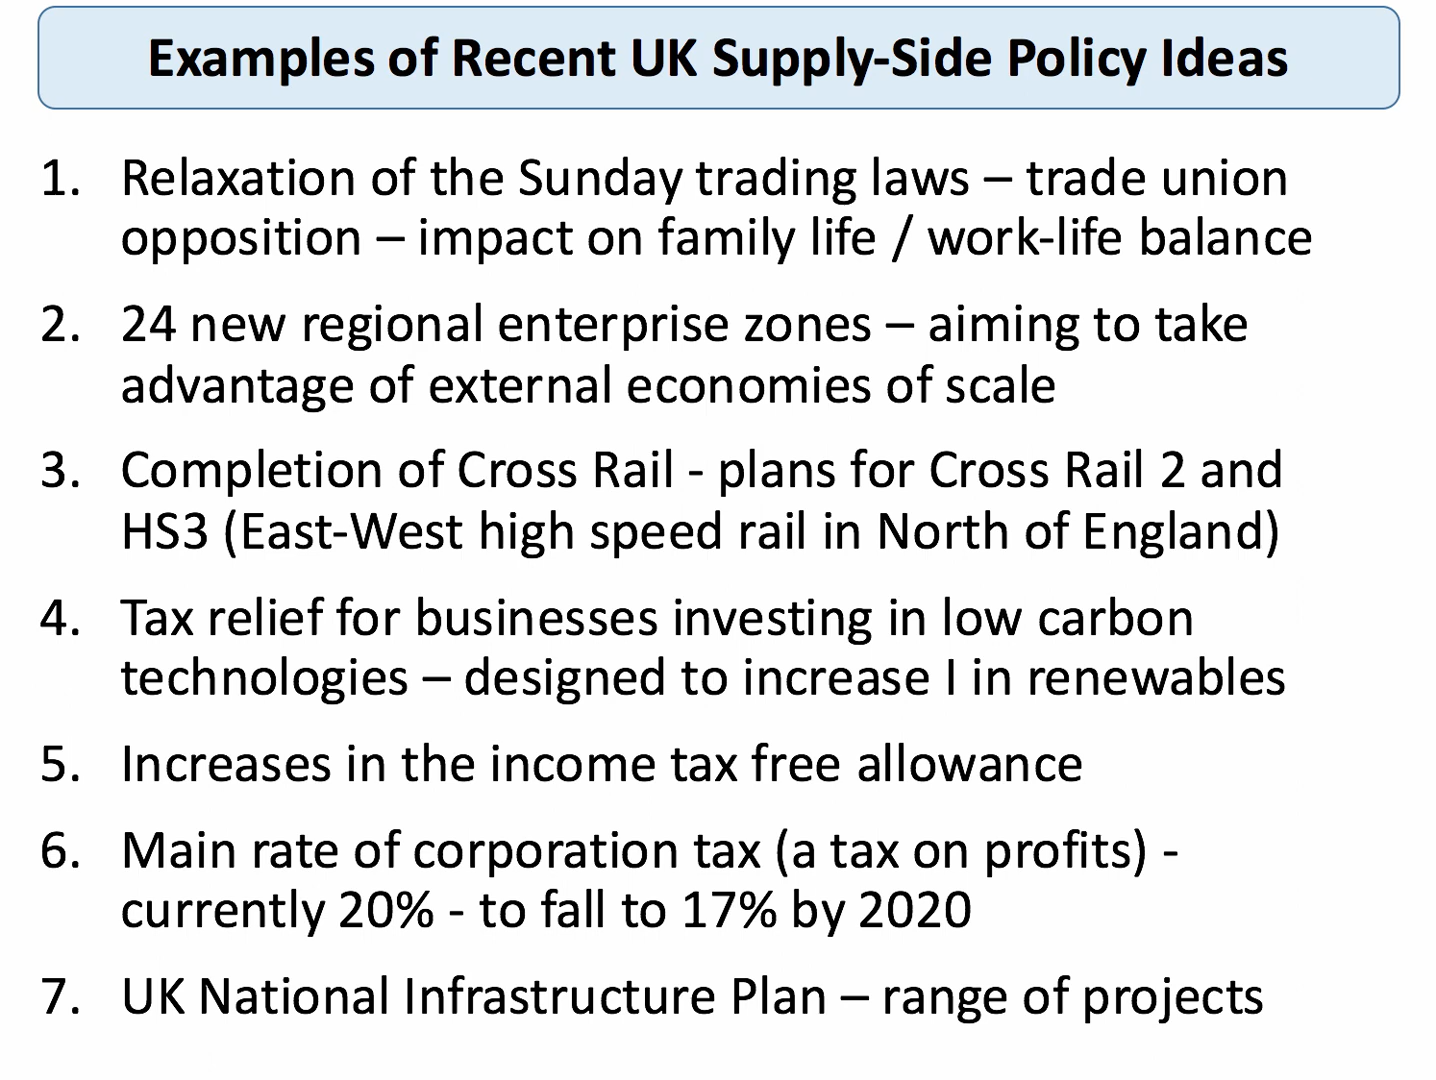 Examples of Recent UK Supply-Side Policy Ideas
1. Relaxation of the Sunday trading laws – trade union
opposition – impact on family life / work-life balance
2. 24 new regional enterprise zones – aiming to take
advantage of external economies of scale
3. Completion of Cross Rail - plans for Cross Rail 2 and
HS3 (East-West high speed rail in North of England)
4. Tax relief for businesses investing in low carbon
technologies – designed to increase I in renewables
5. Increases in the income tax free allowance
6. Main rate of corporation tax (a tax on profits) -
currently 20% - to fall to 17% by 2020
7. UK National Infrastructure Plan – range of projects